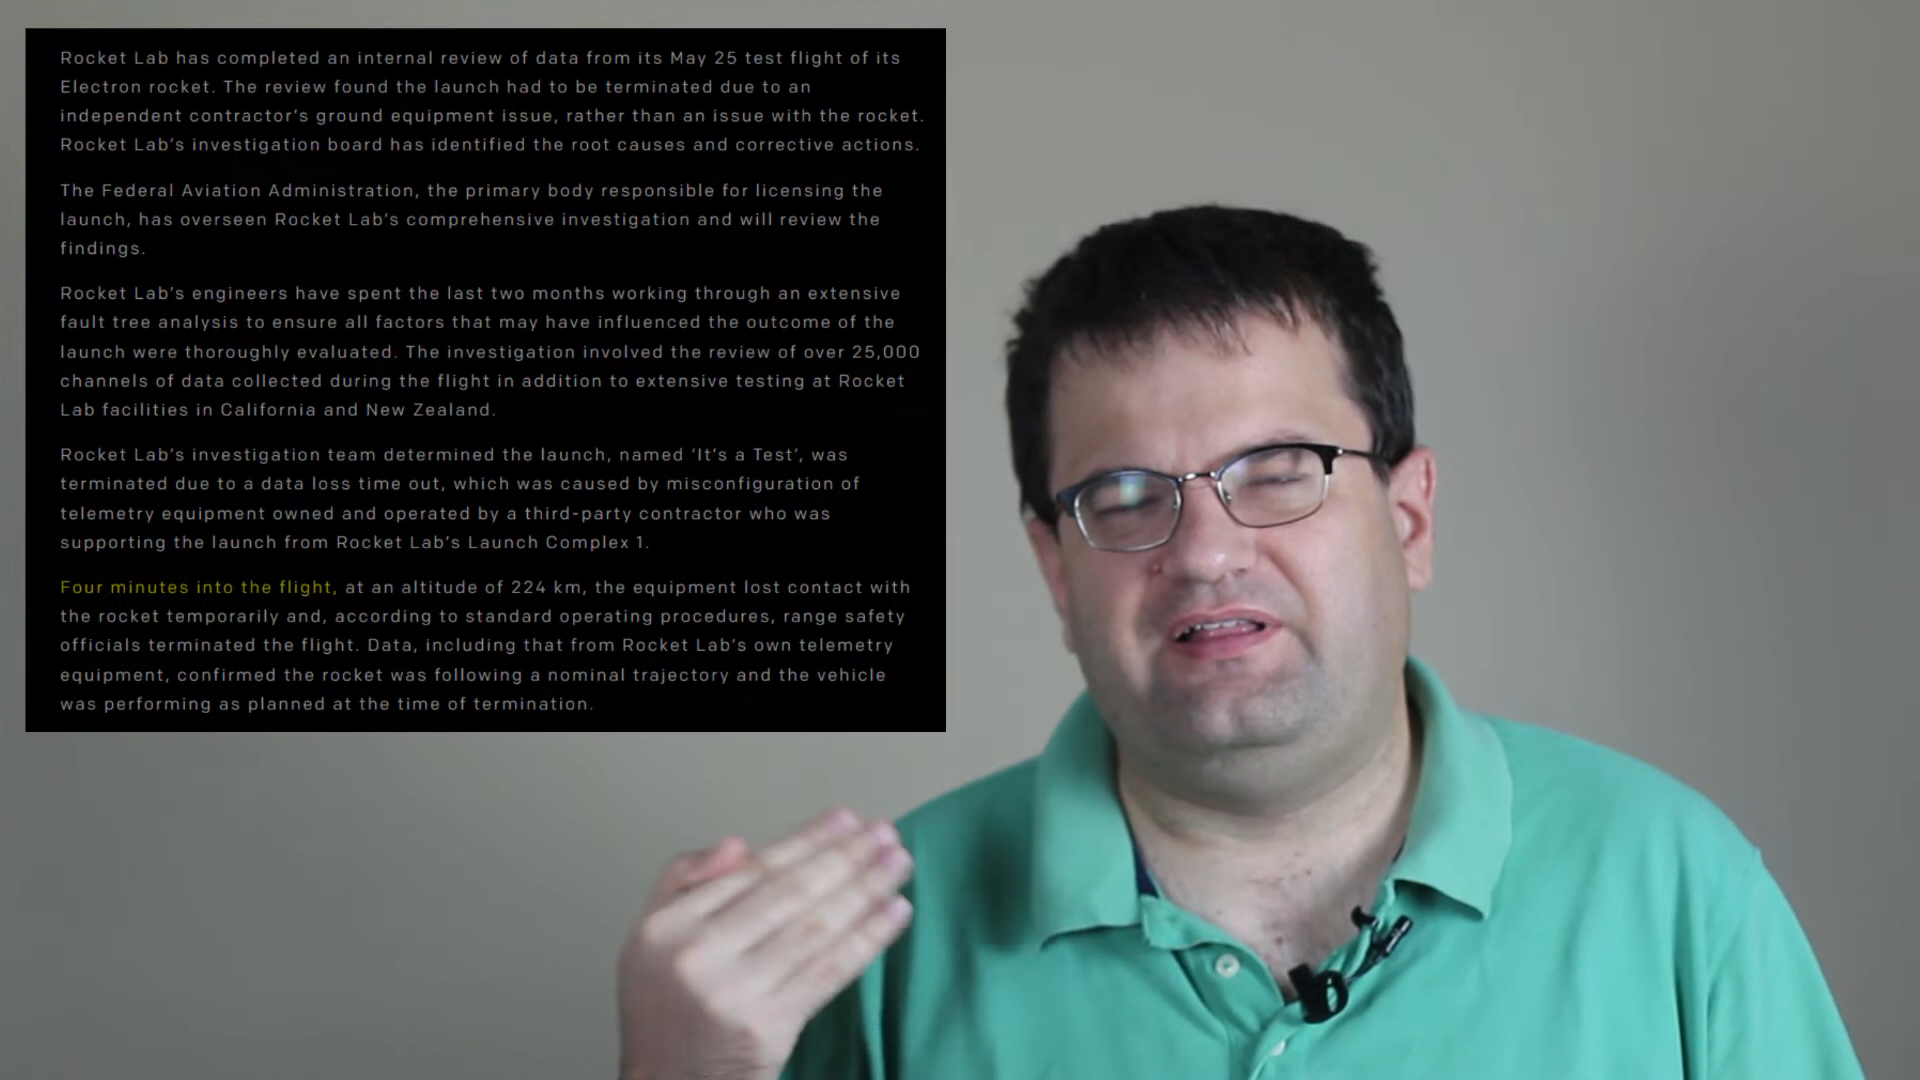 Rocket Lab has completed an internal review of data from its May 25 test flight of its
Electron rocket. The review found the launch had to be terminated due to an
independent contractor's ground equipment issue, rather than an issue with the rocket.
Rocket Lab's investigation board has identified the root causes and corrective actions.
The Federal Aviation Administration, the primary body responsible for licensing the
launch, has overseen Rocket Lab's comprehensive investigation and will review the
findings.
Rocket Lab's engineers have spent the last two months working through an extensive
fault tree analysis to ensure all factors that may have influenced the outcome of the
launch were thoroughly evaluated. The investigation involved the review of over 25,000
channels of data collected during the flight in addition to extensive testing at Rocket
Lab facilities in California and New Zealand.
Rocket Lab's investigation team determined the launch, named 'It's a Test', was
terminated due to a data loss time out, which was caused by misconfiguration of
telemetry equipment owned and operated by a third-party contractor who was
supporting the launch from Rocket Lab's Launch Complex 1.
Four minutes into the flight, at an altitude of 224 km, the equipment lost contact with
the rocket temporarily and, according to standard operating procedures, range safety
officials terminated the flight. Data, including that from Rocket Lab's own telemetry
equipment, confirmed the rocket was following a nominal trajectory and the vehicle
was performing as planned at the time of termination.